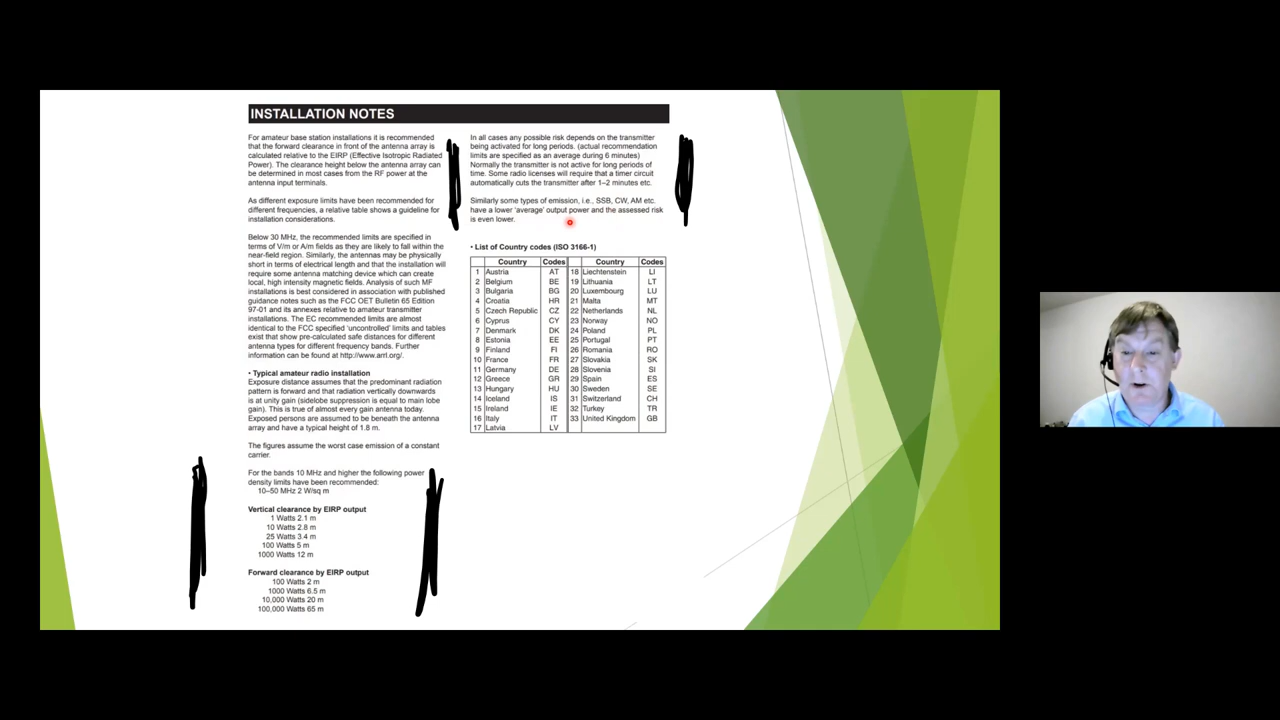 INSTALLATION NOTES
For amateur base station installations it is recommended
that the forward clearance in front of the antenna array is
calculated relative to the EIRP (Effective Isotropic Radiated
Power). The clearance height below the antenna array can
be determined in most cases from the RF power at the
antenna input terminals.
As different exposure limits have been recommended for
different frequencies, a relative table shows a guideline for
installation considerations.
Below 30 MHz, the recommended limits are specified in
terms of V/m or A/m fields as they are likely to fall within the
near-field region. Similarly, the antennas may be physically
short in terms of electrical length and that the installation will
require some antenna matching device which can create
local, high intensity magnetic fields. Analysis of such MF
installations is best considered in association with published
guidance notes such as the FCC OET Bulletin 65 Edition
97-01 and its annexes relative to amateur transmitter
installations. The EC recommended limits are almost
identical to the FCC specified 'uncontrolled' limits and tables
exist that show pre-calculated safe distances for different
antenna types for different frequency bands. Further
information can be found at http://www.arrl.org/.
• Typical amateur radio installation
Exposure distance assumes that the predominant radiation
pattern is forward and that radiation vertically downwards
is at unity gain (sidelobe suppression is equal to main lobe
gain). This is true of almost every gain antenna today.
Exposed persons are assumed to be beneath the antenna
array and have a typical height of 1.8 m.
The figures assume the worst case emission of a constant
carrier.
For the bands 10 MHz and higher the following power
density limits have been recommended:
10–50 MHz 2 W/sq m
Vertical clearance by EIRP output
1 Watts 2.1 m
10 Watts 2.8 m
25 Watts 3.4 m
100 Watts 5 m
1000 Watts 12 m
Forward clearance by EIRP output
100 Watts 2 m
1000 Watts 6.5 m
10,000 Watts 20 m
100,000 Watts 65 m
In all cases any possible risk depends on the transmitter
being activated for long periods. (actual recommendation
limits are specified as an average during 6 minutes)
Normally the transmitter is not active for long periods of
time. Some radio licenses will require that a timer circuit
automatically cuts the transmitter after 1–2 minutes etc.
Similarly some types of emission, i.e., SSB, CW, AM etc.
have a lower 'average' output power and the assessed risk
is even lower.
• List of Country codes (ISO 3166-1)
Country Codes Country Codes
1 Austria AT 18 Liechtenstein LI
2 Belgium BE 19 Lithuania LT
3 Bulgaria BG 20 Luxembourg LU
4 Croatia HR 21 Malta MT
5 Czech Republic CZ 22 Netherlands NL
6 Cyprus CY 23 Norway NO
7 Denmark DK 24 Poland PL
8 Estonia EE 25 Portugal PT
9 Finland FI 26 Romania RO
10 France FR 27 Slovakia SK
11 Germany DE 28 Slovenia SI
12 Greece GR 29 Spain ES
13 Hungary HU 30 Sweden SE
14 Iceland IS 31 Switzerland CH
15 Ireland IE 32 Turkey TR
16 Italy IT 33 United Kingdom GB
17 Latvia LV